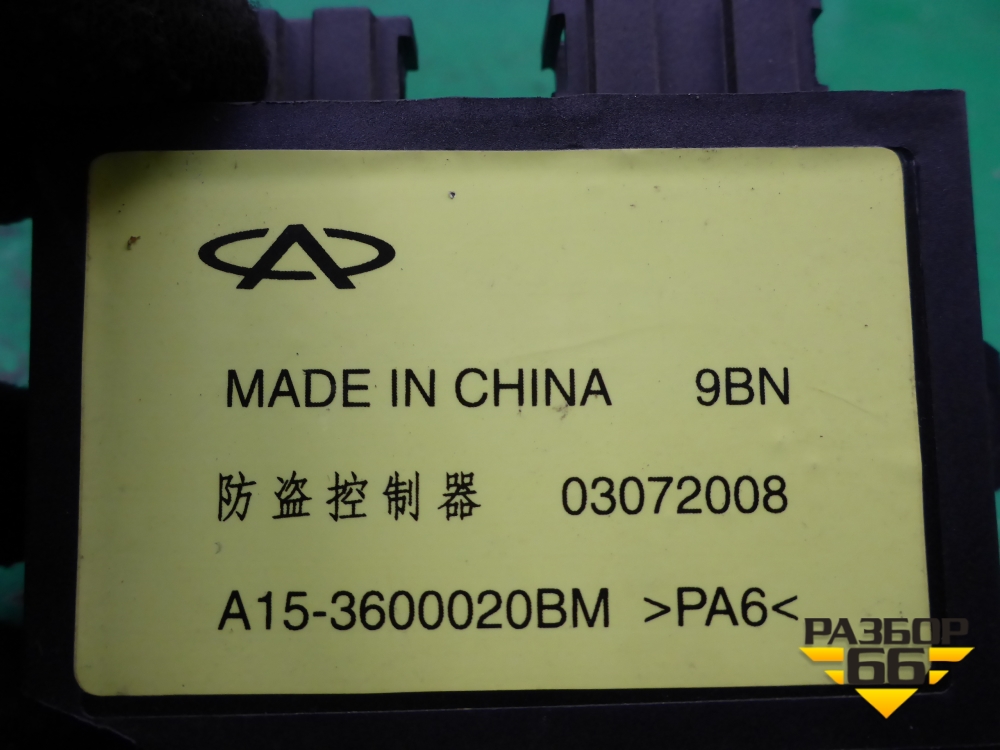 MADE IN CHINA 9BN
防盗控制器 03072008
A15-3600020BM >PA6<
РАЗБОР
66